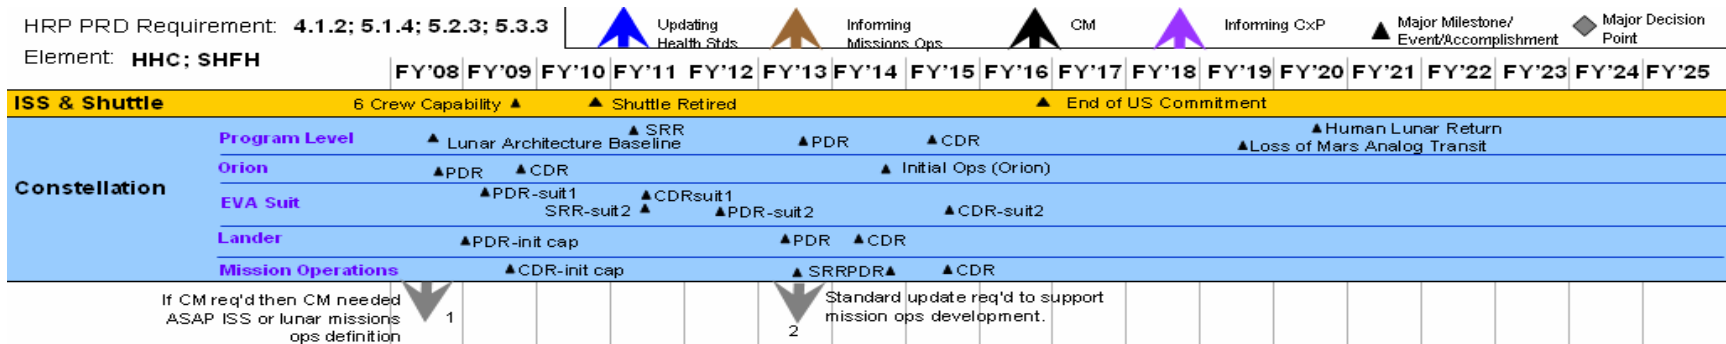 HRP PRD Requirement: 4.1.2; 5.1.4; 5.2.3; 5.3.3
Element: HHC; SHFH
Updating
Health Stds
Informing
Missions Ops
CM
Informing CxP
Major Milestone/
Event/Accomplishment
Major Decision
Point
FY'08 FY'09 FY'10 FY'11 FY'12 FY'13 FY'14 FY'15 FY'16 FY'17 FY'18 FY'19 FY'20 FY'21 FY'22 FY'23 FY'24 FY'25
ISS & Shuttle
6 Crew Capability
Shuttle Retired
End of US Commitment
Constellation
Program Level
Lunar Architecture Baseline
SRR
PDR
CDR
Human Lunar Return
Loss of Mars Analog Transit
Orion
PDR
CDR
Initial Ops (Orion)
EVA Suit
PDR-suit1
SRR-suit2
CDRsuit1
PDR-suit2
CDR-suit2
Lander
PDR-init cap
PDR
CDR
Mission Operations
CDR-init cap
SRRPDR
CDR
If CM req'd then CM needed
ASAP ISS or lunar missions
ops definition
1
Standard update req'd to support
mission ops development.
2